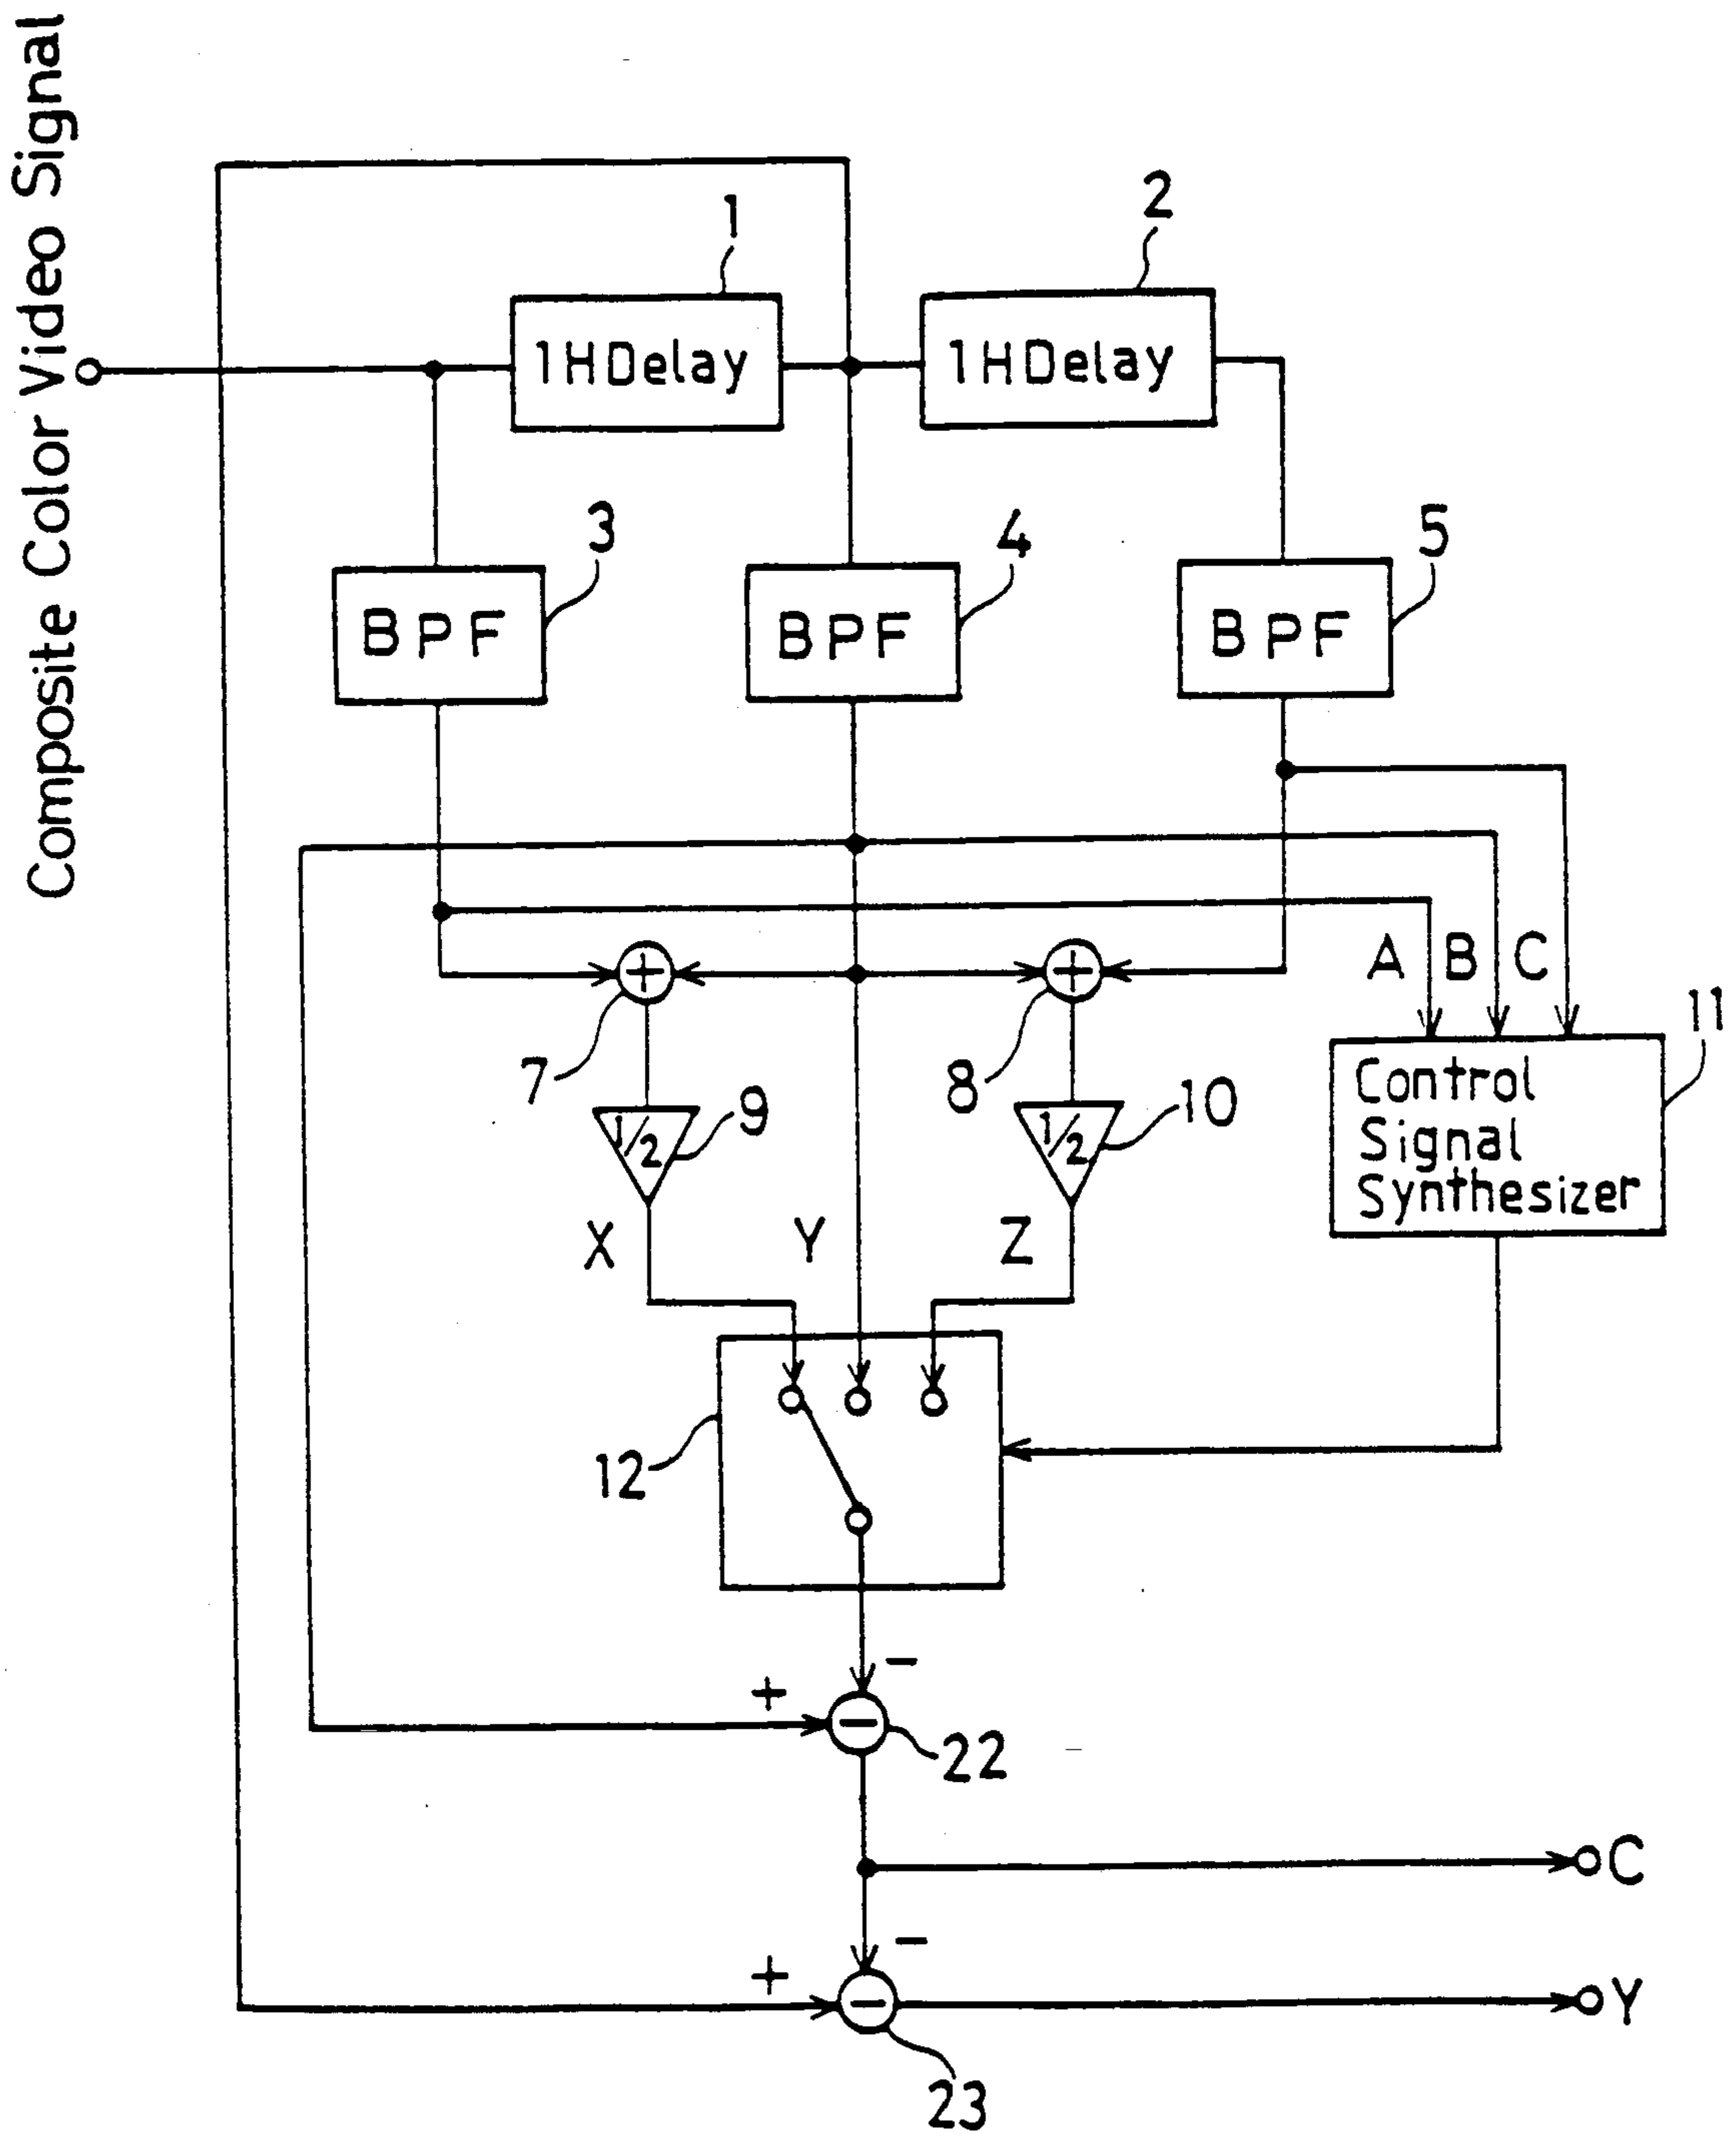 Composite Color Video Signal
1
2
1HDelay
1HDelay
3
4
5
BPF
BPF
BPF
A B C
11
7
8
Control
Signal
Synthesizer
1/2
9
1/2
10
X
Y
Z
12
-
+
-
22
C
-
+
-
Y
23
+
+